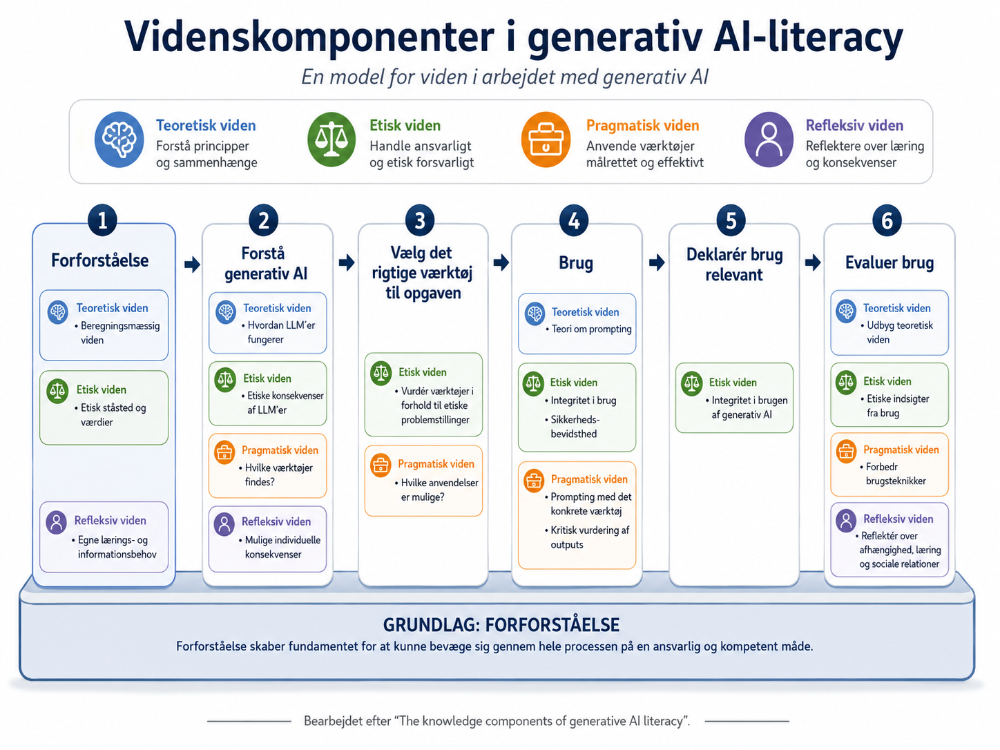 Videnskomponenter i generativ AI-literacy
En model for viden i arbejdet med generativ AI
Teoretisk viden
Forstå principper
og sammenhænge
Etisk viden
Handle ansvarligt
og etisk forsvarligt
Pragmatisk viden
Anvende værktøjer
målrettet og effektivt
Refleksiv viden
Reflektere over læring
og konsekvenser
1
Forforståelse
Teoretisk viden
• Beregningsmæssig
viden
Etisk viden
• Etisk ståsted og
værdier
Refleksiv viden
• Egne lærings- og
informationsbehov
2
Forstå
generativ AI
Teoretisk viden
• Hvordan LLM'er
fungerer
Etisk viden
• Etiske konsekvenser
af LLM'er
Pragmatisk viden
• Hvilke værktøjer
findes?
Refleksiv viden
• Mulige individuelle
konsekvenser
3
Vælg det
rigtige værktøj
til opgaven
Etisk viden
• Vurdér værktøjer i
forhold til etiske
problemstillinger
Pragmatisk viden
• Hvilke anvendelser
er mulige?
4
Brug
Teoretisk viden
• Teori om prompting
Etisk viden
• Integritet i brug
• Sikkerheds-
bevidsthed
Pragmatisk viden
• Prompting med det
konkrete værktøj
• Kritisk vurdering af
outputs
5
Deklarér brug
relevant
Etisk viden
• Integritet i brugen
af generativ AI
6
Evaluer brug
Teoretisk viden
• Udbyg teoretisk
viden
Etisk viden
• Etiske indsigter
fra brug
Pragmatisk viden
• Forbedr
brugsteknikker
Refleksiv viden
• Reflektér over
afhængighed, læring
og sociale relationer
GRUNDLAG: FORFORSTÅELSE
Forforståelse skaber fundamentet for at kunne bevæge sig gennem hele processen på en ansvarlig og kompetent måde.
Bearbejdet efter “The knowledge components of generative AI literacy”.